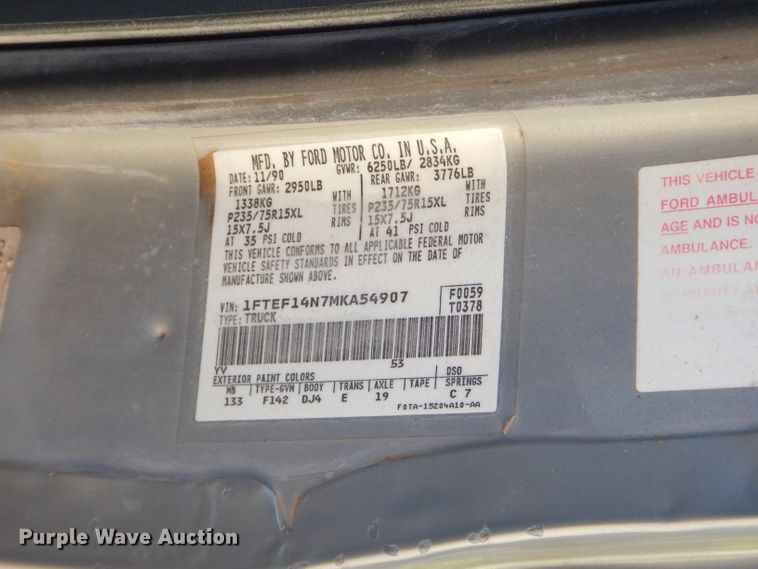 MFD. BY FORD MOTOR CO. IN U.S.A.
DATE: 11/90 GVWR: 6250LB/ 2834KG
FRONT GAWR: 2950LB REAR GAWR: 3776LB
1338KG WITH 1712KG WITH
P235/75R15XL TIRES P235/75R15XL TIRES
15X7.5J RIMS 15X7.5J RIMS
AT 35 PSI COLD AT 41 PSI COLD
THIS VEHICLE CONFORMS TO ALL APPLICABLE FEDERAL MOTOR
VEHICLE SAFETY STANDARDS IN EFFECT ON THE DATE OF
MANUFACTURE SHOWN ABOVE.
VIN: 1FTEF14N7MKA54907 F0059
TYPE: TRUCK T0378
YV 53
EXTERIOR PAINT COLORS DSO
WB TYPE-GVM BODY TRANS AXLE TAPE SPRINGS
133 F142 DJ4 E 19 C 7
F0TA-15204A10-AA
THIS VEHICLE
FORD AMBUL
AGE AND IS NO
AMBULANCE.
AN AMBULA
WARRANTY A
Purple Wave Auction